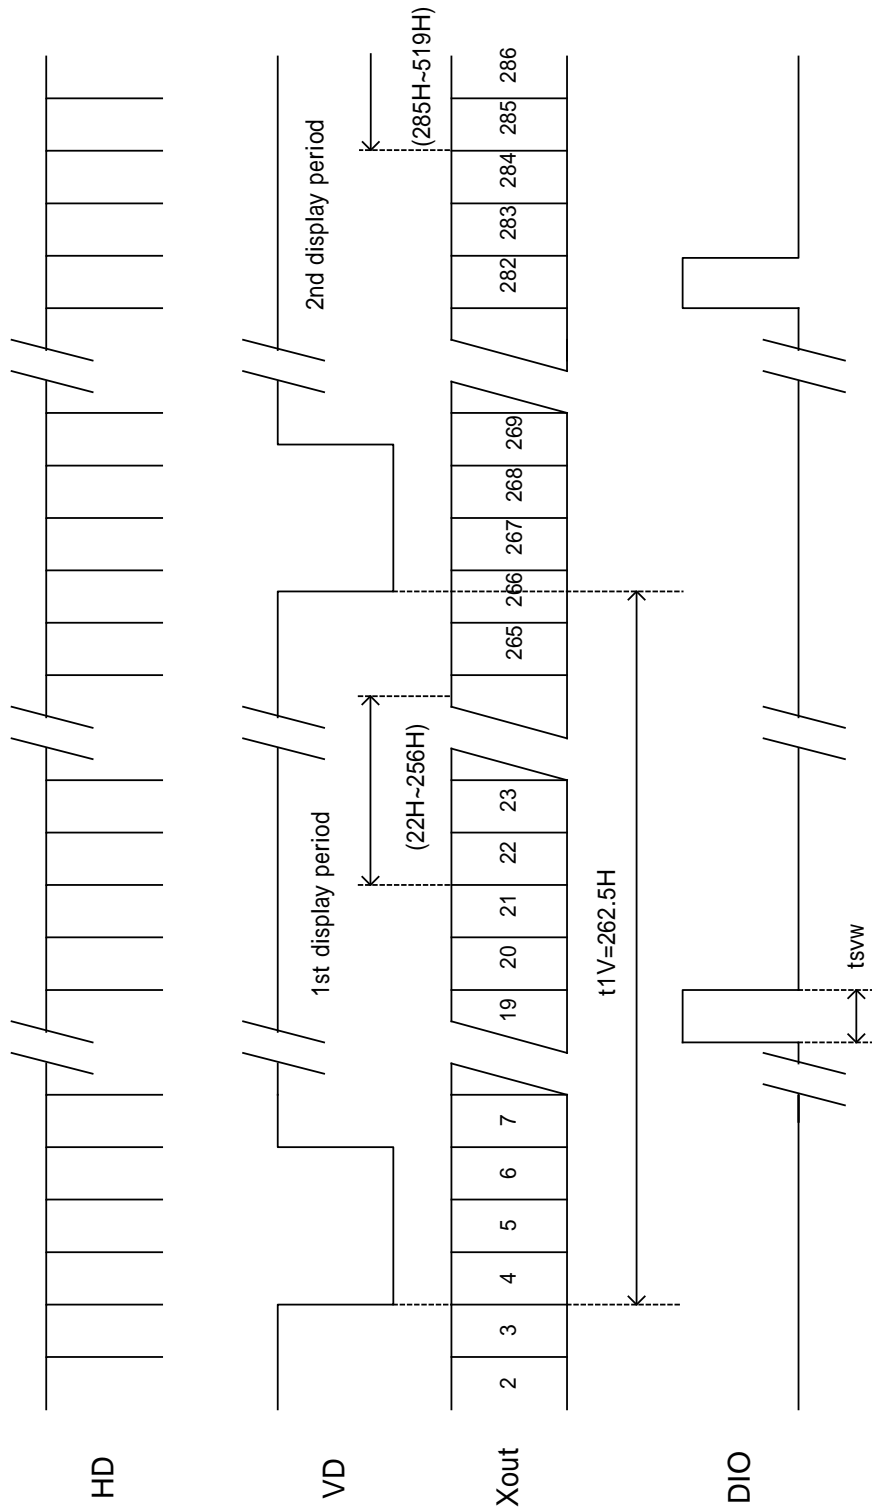 HD
VD
1st display period
2nd display period
(22H~256H)
(285H~519H)
Xout
2 3 4 5 6 7 19 20 21 22 23 265 266 267 268 269 282 283 284 285 286
t1V=262.5H
DIO
tsvw